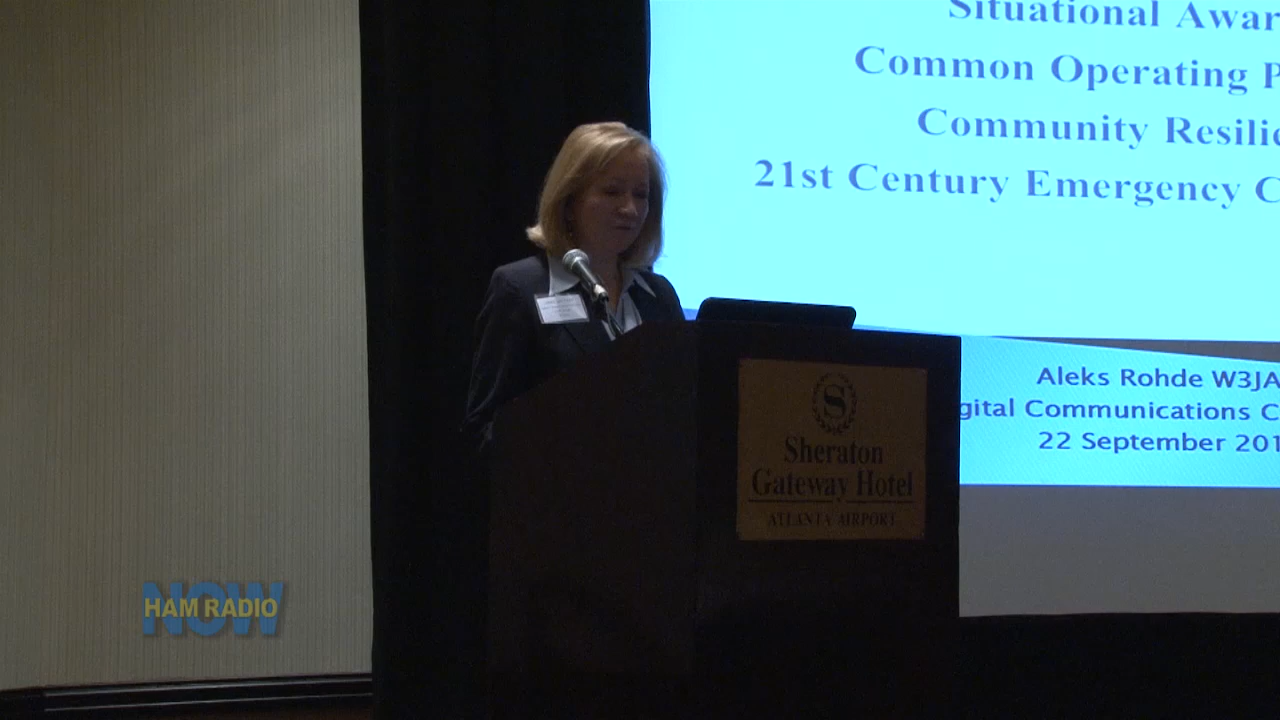 Situational Awar
Common Operating P
Community Resilie
21st Century Emergency C
Aleks Rohde W3JA
gital Communications C
22 September 201
S
Sheraton
Gateway Hotel
ATLANTA AIRPORT
NOW
HAM RADIO